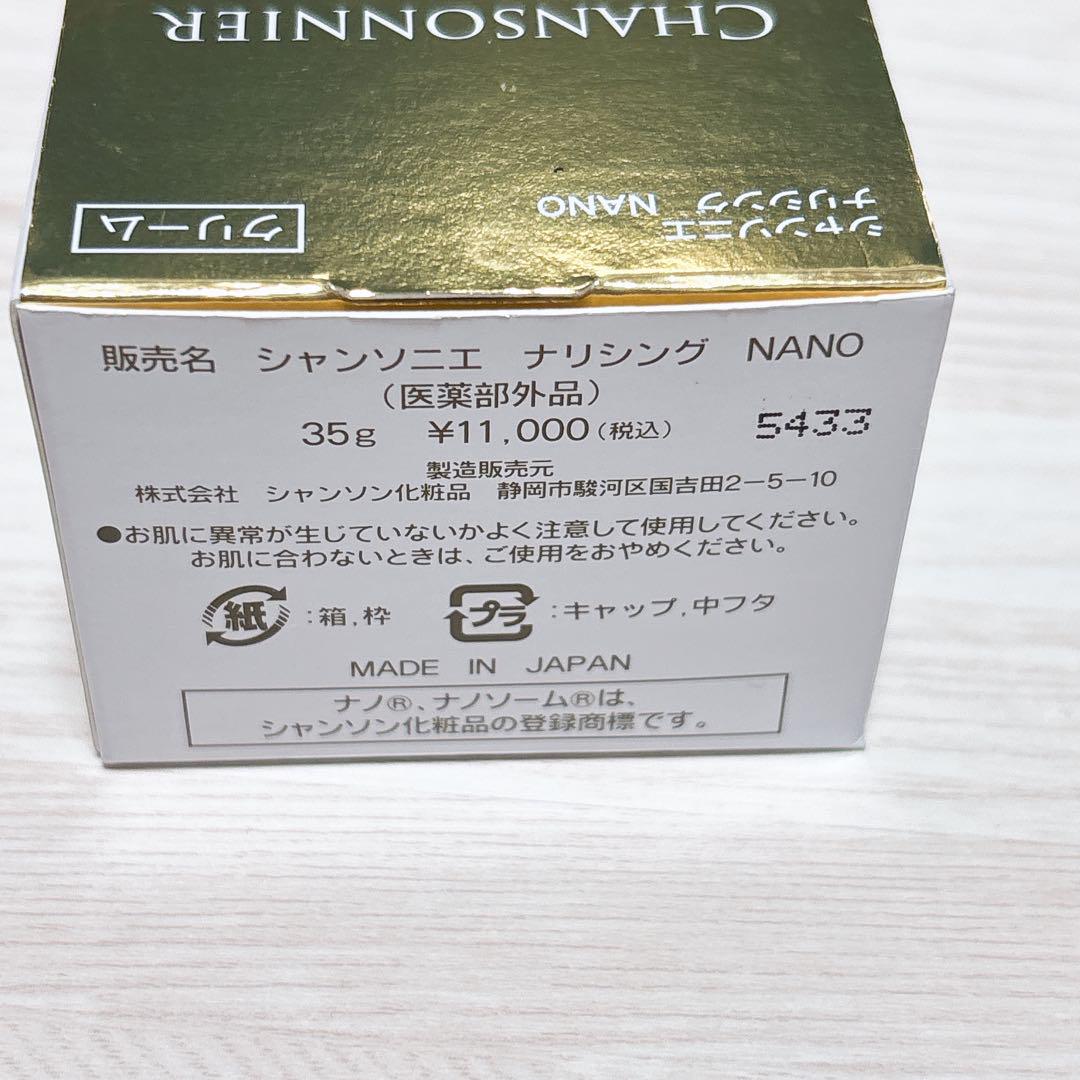 CHANSONNIER
シャンソニエ
ナリシング NANO
クリーム
販売名 シャンソニエ ナリシング NANO
（医薬部外品）
35g ¥11,000（税込） 5433
製造販売元
株式会社 シャンソン化粧品 静岡市駿河区国吉田2−5−10
●お肌に異常が生じていないかよく注意して使用してください。
お肌に合わないときは、ご使用をおやめください。
紙：箱,枠 プラ：キャップ,中フタ
MADE IN JAPAN
ナノ®、ナノソーム®は、
シャンソン化粧品の登録商標です。